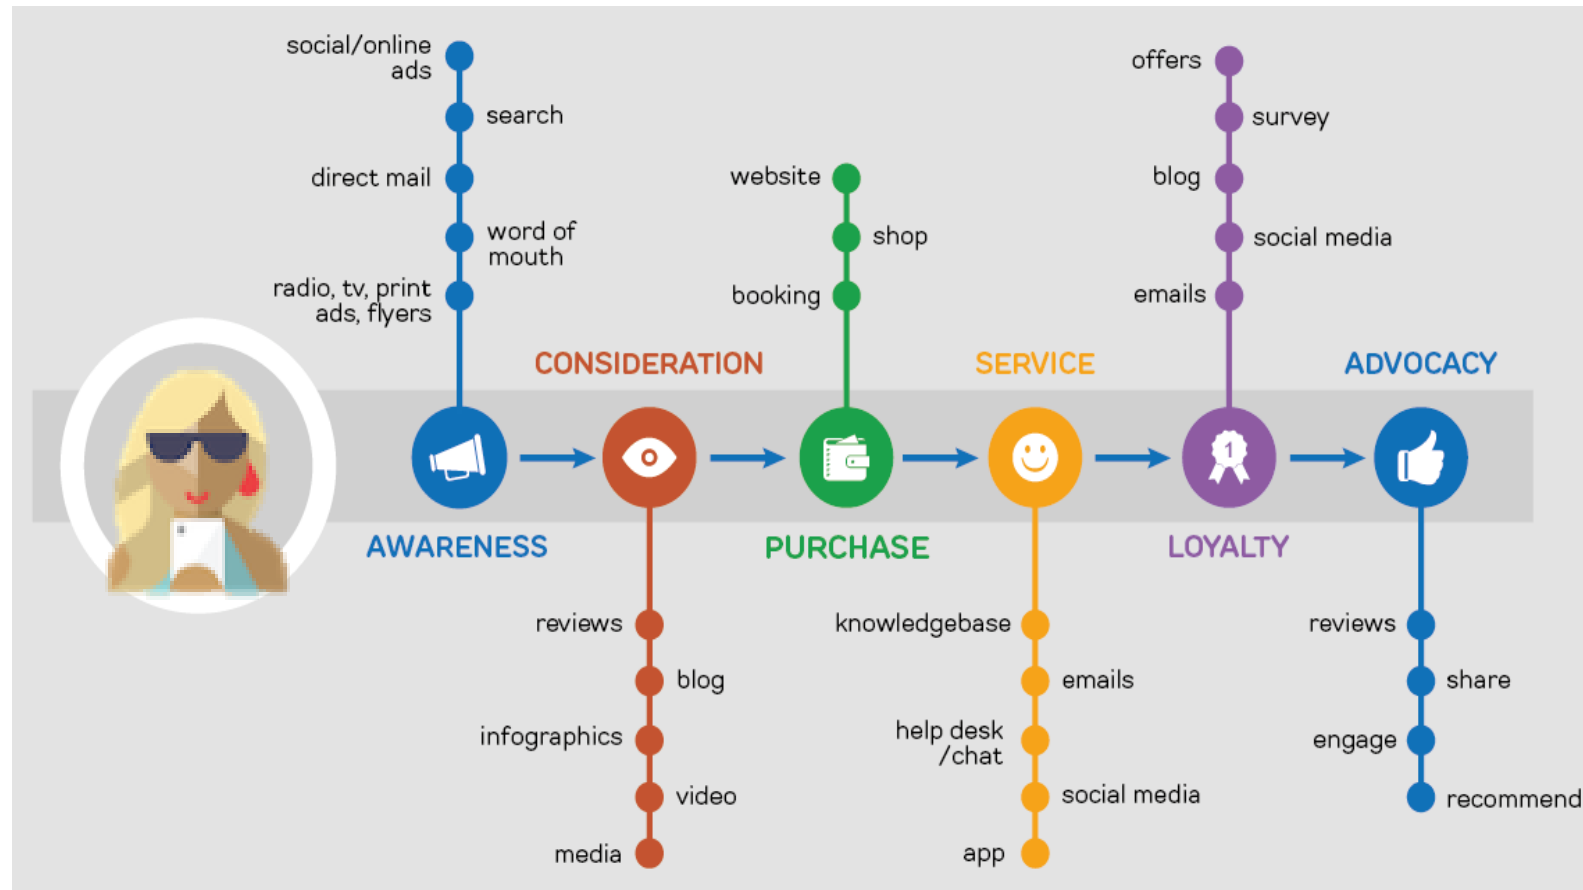 social/online
ads
search
direct mail
word of
mouth
radio, tv, print
ads, flyers
AWARENESS
CONSIDERATION
reviews
blog
infographics
video
media
website
shop
booking
PURCHASE
SERVICE
knowledgebase
emails
help desk
/chat
social media
app
offers
survey
blog
social media
emails
1
LOYALTY
ADVOCACY
reviews
share
engage
recommend